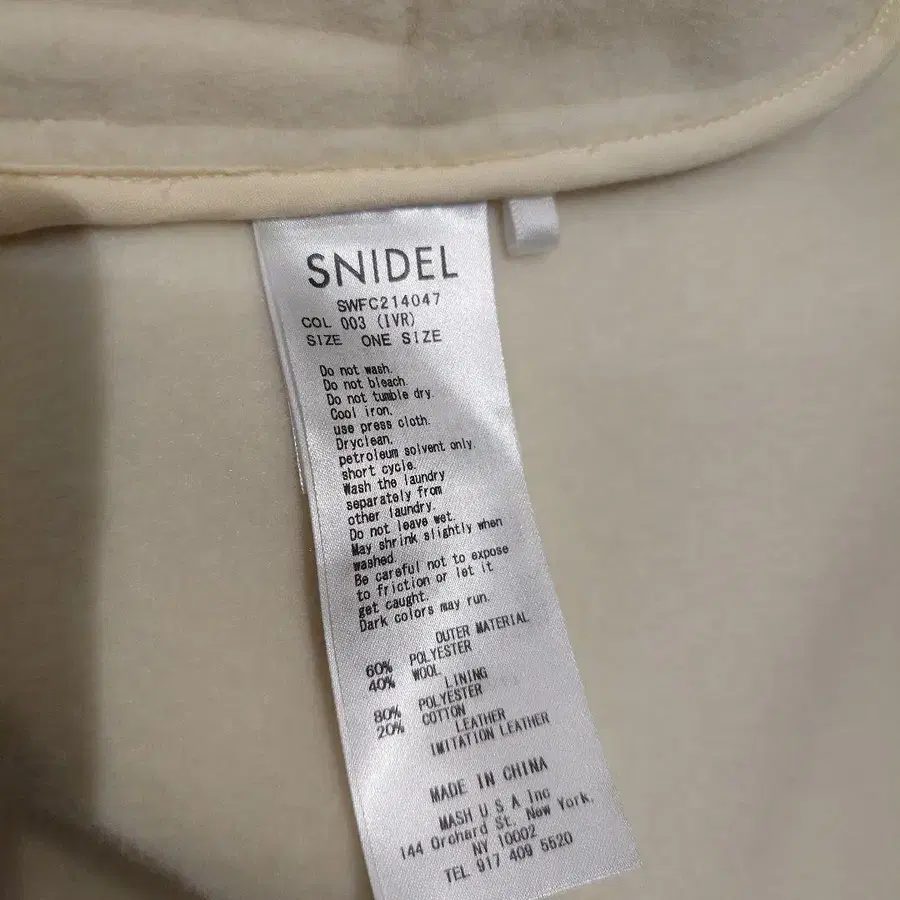 SNIDEL
SWFC214047
COL 003 (IVR)
SIZE ONE SIZE
Do not wash.
Do not bleach.
Do not tumble dry.
Cool iron.
use press cloth.
Dryclean.
petroleum solvent only.
short cycle.
Wash the laundry
separately from
other laundry.
Do not leave wet.
May shrink slightly when
washed.
Be careful not to expose
to friction or let it
get caught.
Dark colors may run.
OUTER MATERIAL
60% POLYESTER
40% WOOL
LINING
80% POLYESTER
20% COTTON
LEATHER
IMITATION LEATHER
MADE IN CHINA
MASH U S A Inc
144 Orchard St. New York.
NY 10002
TEL 917 409 5520